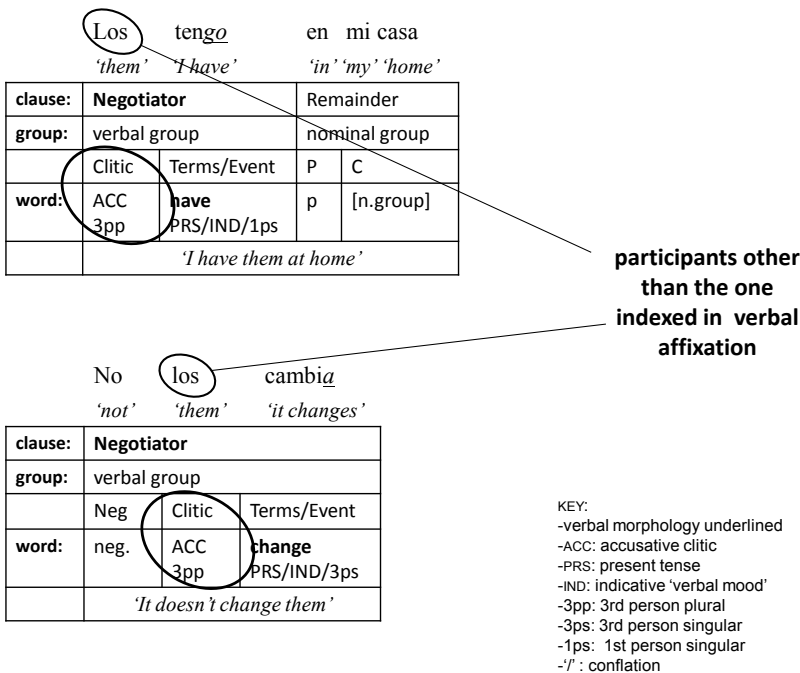 Los tengo en mi casa
'them' 'I have' 'in' 'my' 'home'
clause: Negotiator Remainder
group: verbal group nominal group
Clitic Terms/Event P C
word: ACC have p [n.group]
3pp PRS/IND/1ps
'I have them at home'
participants other
than the one
indexed in verbal
affixation
No los cambia
'not' 'them' 'it changes'
clause: Negotiator
group: verbal group
Neg Clitic Terms/Event
word: neg. ACC change
3pp PRS/IND/3ps
'It doesn't change them'
KEY:
-verbal morphology underlined
-ACC: accusative clitic
-PRS: present tense
-IND: indicative 'verbal mood'
-3pp: 3rd person plural
-3ps: 3rd person singular
-1ps: 1st person singular
-'/' : conflation